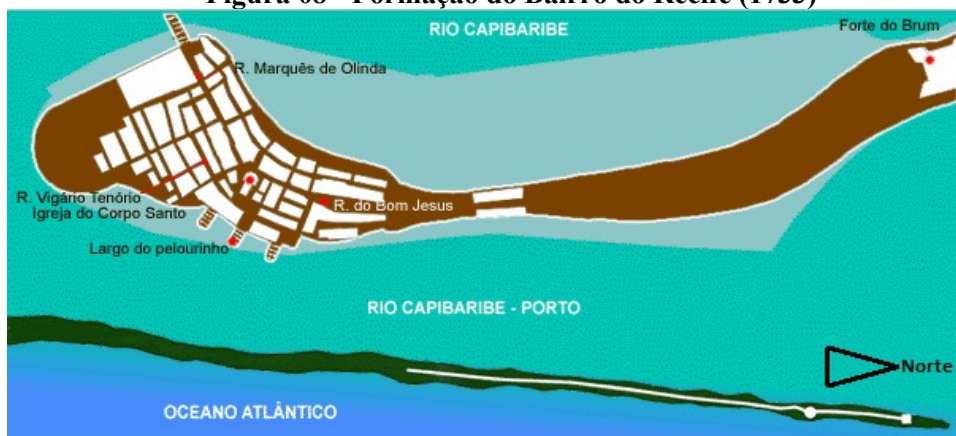 Figura 08 - Formação do Bairro do Recife (1733)
RIO CAPIBARIBE
Forte do Brum
R. Marquês de Olinda
R. Vigário Tenório
Igreja do Corpo Santo
R. do Bom Jesus
Largo do pelourinho
RIO CAPIBARIBE - PORTO
Norte
OCEANO ATLÂNTICO